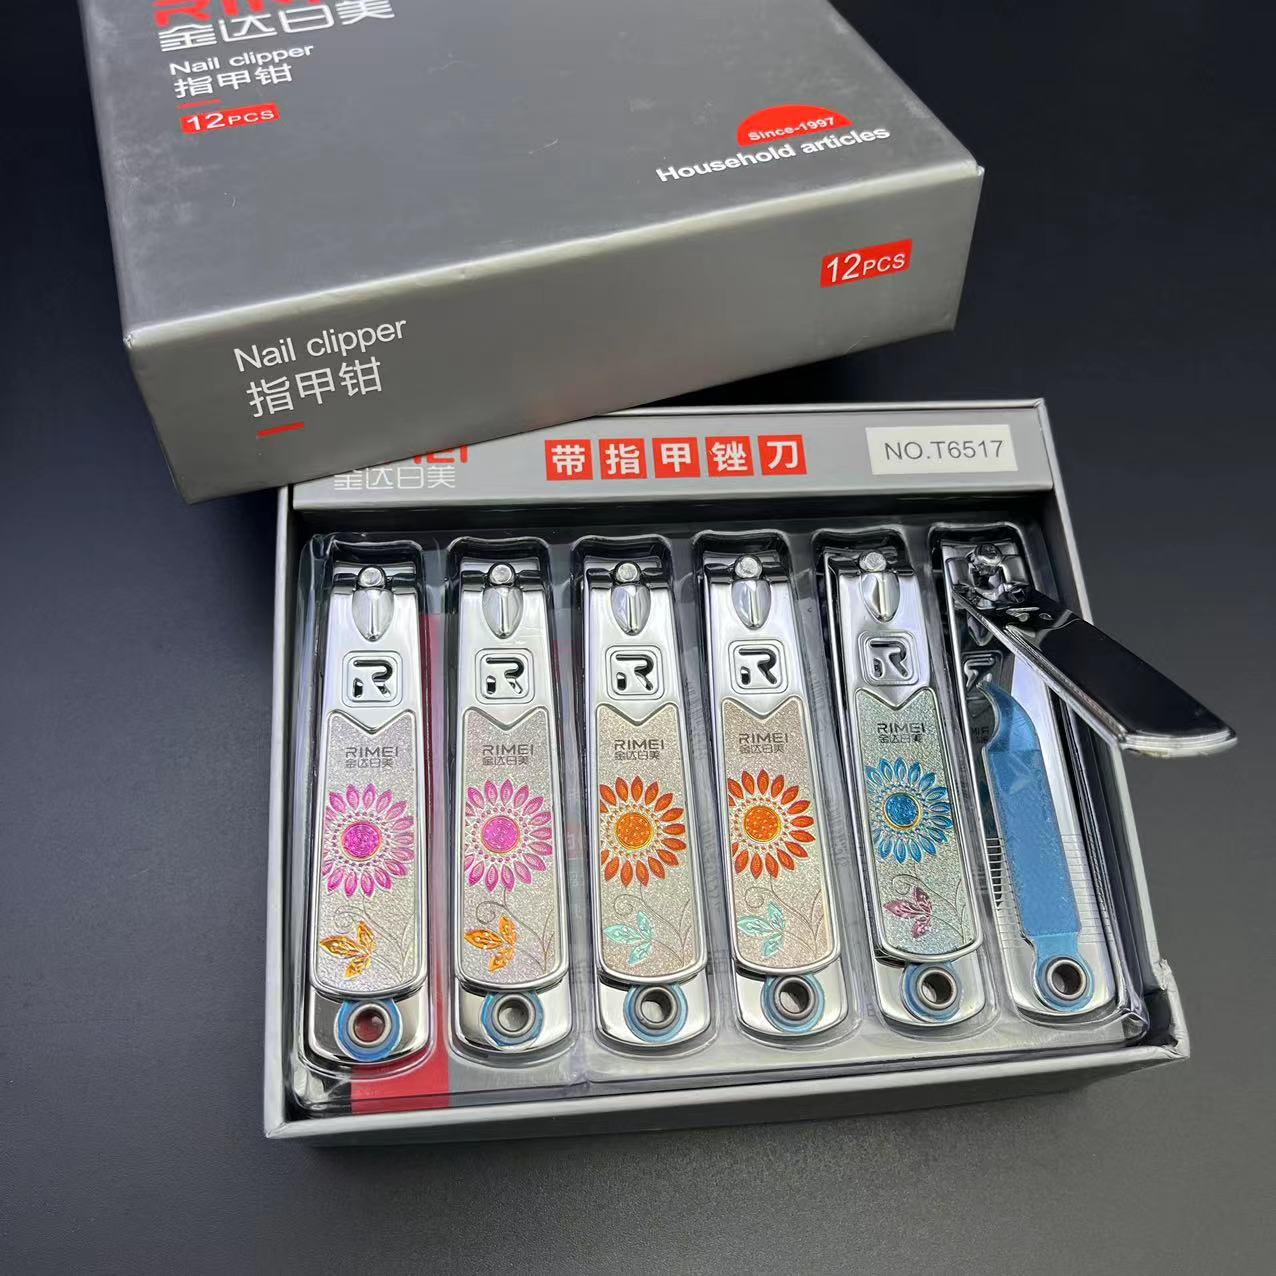 RIMEI
金达日美
Nail clipper
指甲钳
12PCS
Since-1997
Household articles
12PCS
Nail clipper
指甲钳
金达日美
带指甲锉刀
NO.T6517
R
R
R
R
R
RIMEI
金达日美
RIMEI
金达日美
RIMEI
金达日美
RIMEI
金达日美
RIMEI
金达日美